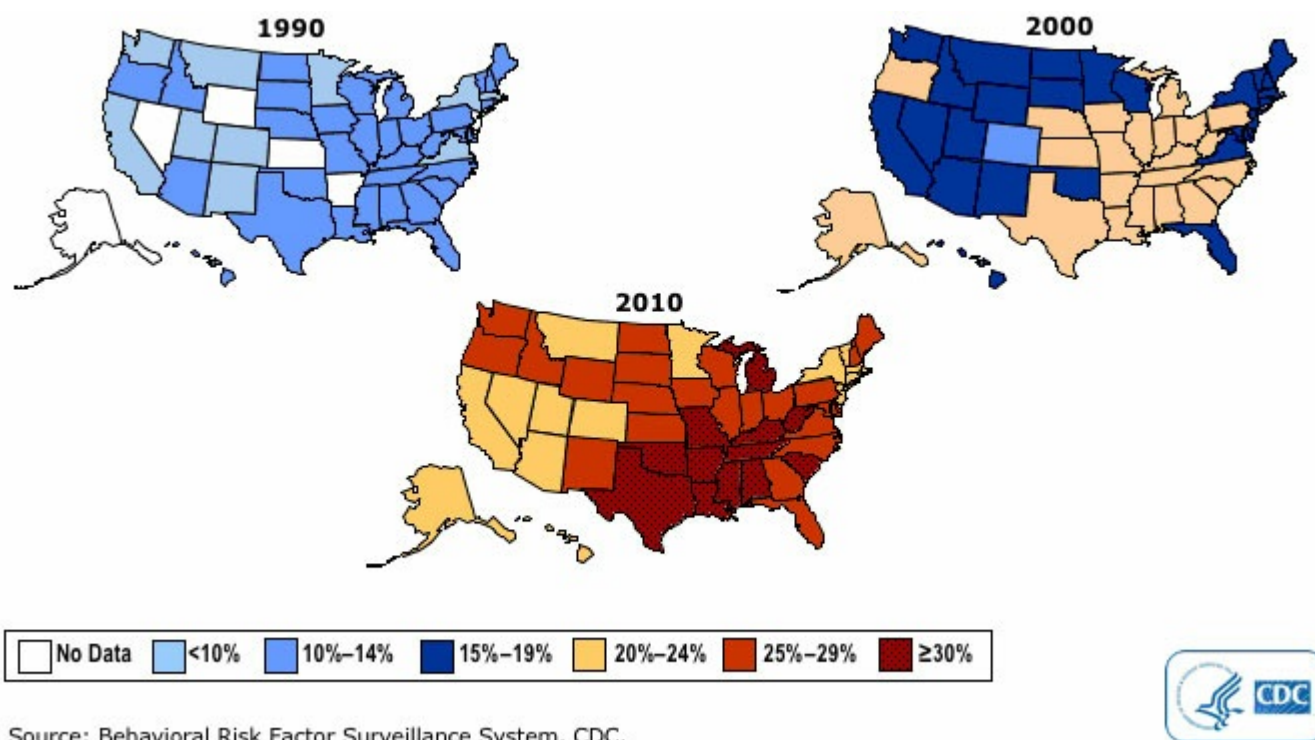 1990
2000
2010
No Data <10% 10%–14% 15%–19% 20%–24% 25%–29% ≥30%
CDC
Source: Behavioral Risk Factor Surveillance System, CDC.